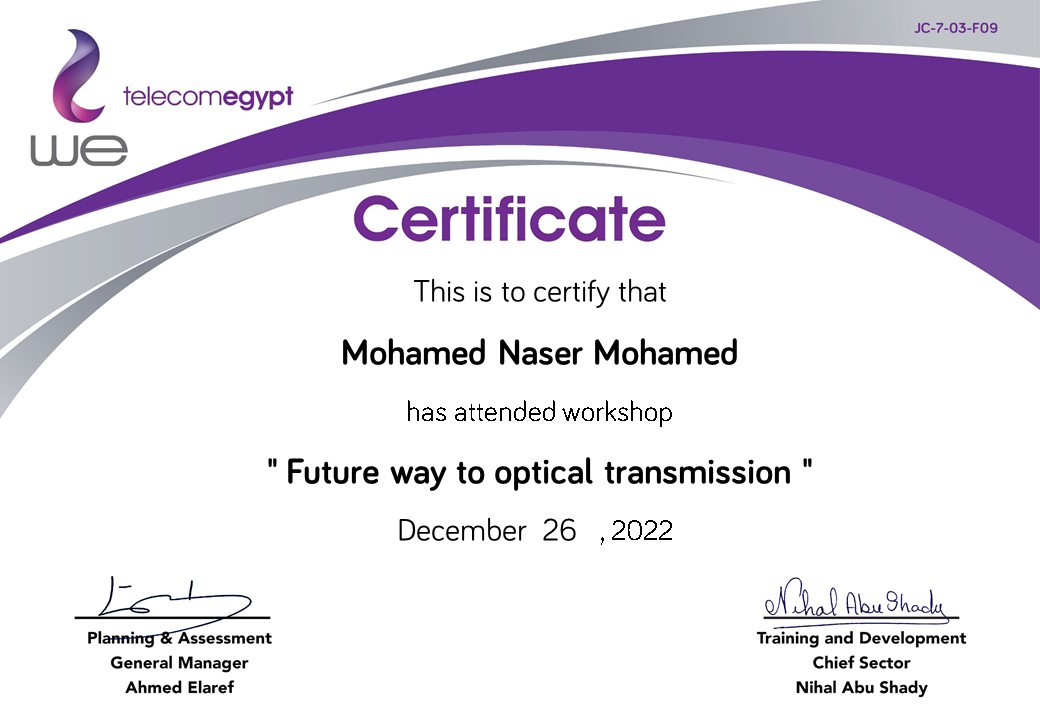 JC-7-03-F09
telecomegypt
we
Certificate
This is to certify that
Mohamed Naser Mohamed
has attended workshop
" Future way to optical transmission "
December 26 , 2022
Nihal Abu Shady
Planning & Assessment
General Manager
Ahmed Elaref
Training and Development
Chief Sector
Nihal Abu Shady